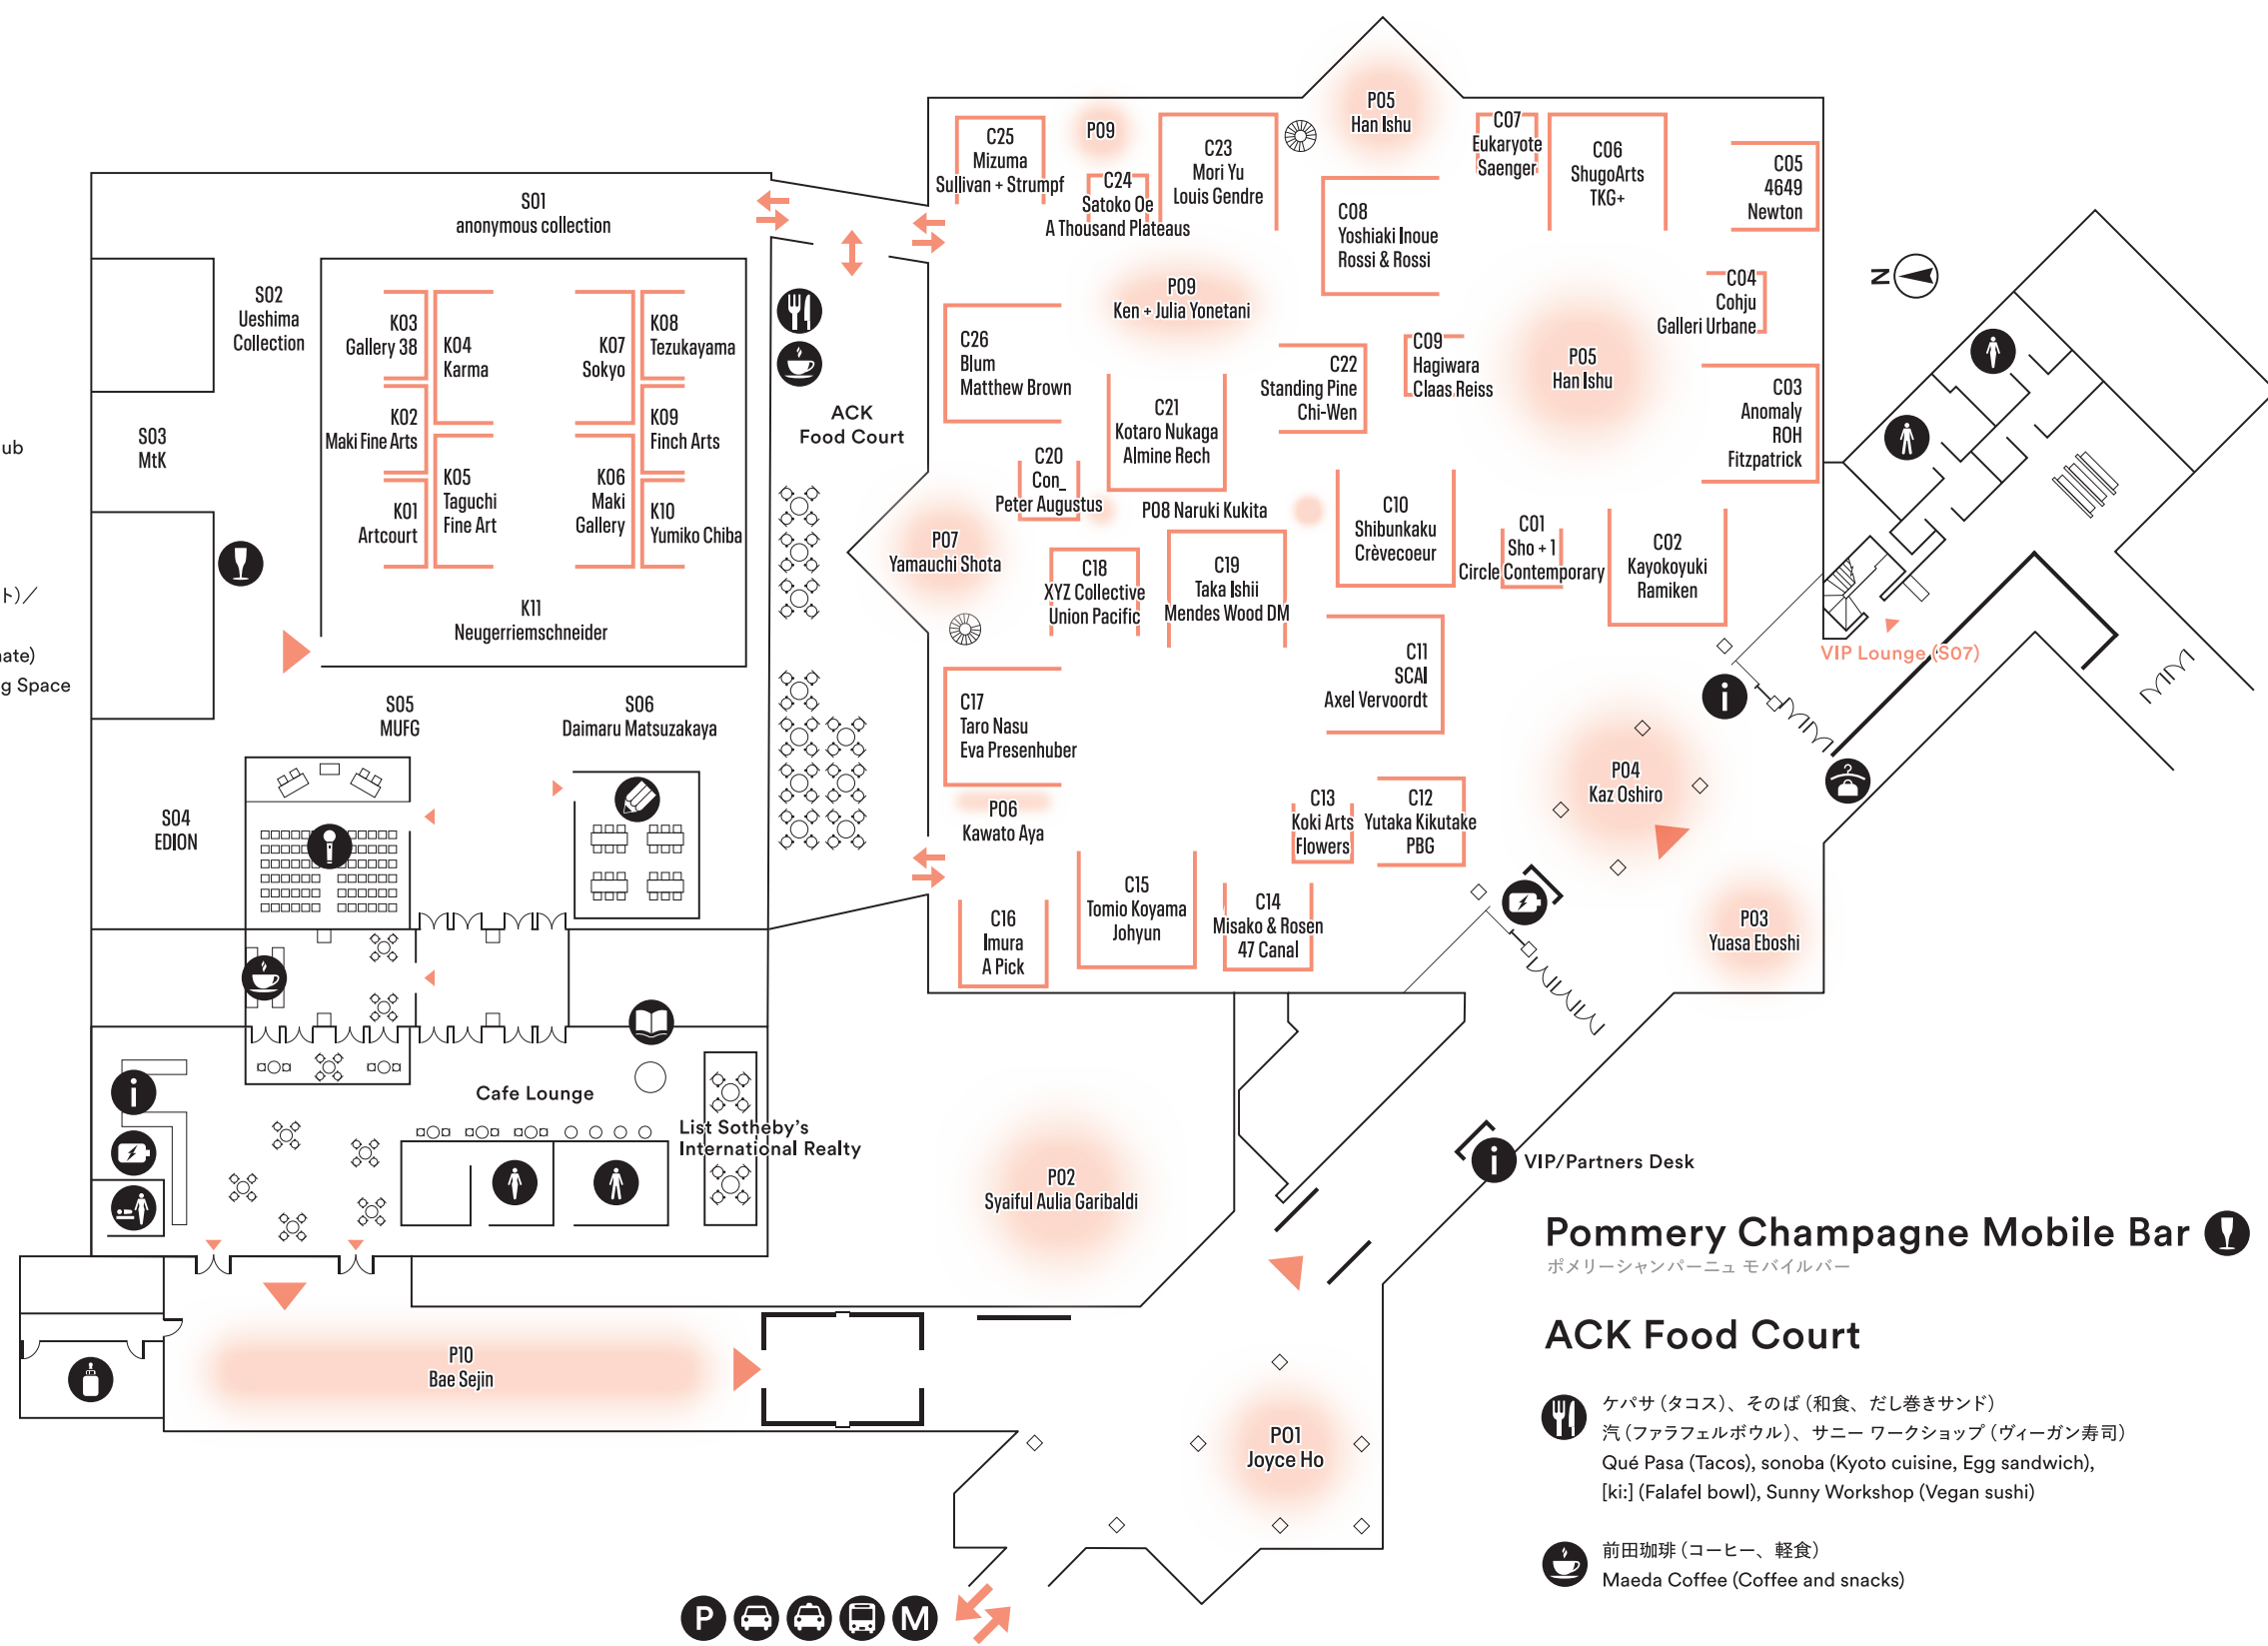 S01
anonymous collection
S02
Ueshima
Collection
S03
MtK
ub
ト)／
ate)
g Space
K03
Gallery 38
K04
Karma
K02
Maki Fine Arts
K05
Taguchi
Fine Art
K01
Artcourt
K07
Sokyo
K08
Tezukayama
K09
Finch Arts
K06
Maki
Gallery
K10
Yumiko Chiba
K11
Neugerriemschneider
S05
MUFG
S06
Daimaru Matsuzakaya
S04
EDION
ACK
Food Court
Cafe Lounge
List Sotheby's
International Realty
C25
Mizuma
Sullivan + Strumpf
P09
C24
Satoko Oe
A Thousand Plateaus
C23
Mori Yu
Louis Gendre
P05
Han Ishu
C07
Eukaryote
Saenger
C06
ShugoArts
TKG+
C05
4649
Newton
C08
Yoshiaki Inoue
Rossi & Rossi
P09
Ken + Julia Yonetani
C04
Cohju
Galleri Urbane
C26
Blum
Matthew Brown
C22
Standing Pine
Chi-Wen
C09
Hagiwara
Claas Reiss
P05
Han Ishu
C03
Anomaly
ROH
Fitzpatrick
C21
Kotaro Nukaga
Almine Rech
C20
Con_
Peter Augustus
P08 Naruki Kukita
C10
Shibunkaku
Crèvecoeur
C01
Sho + 1
Circle Contemporary
C02
Kayokoyuki
Ramiken
P07
Yamauchi Shota
C18
XYZ Collective
Union Pacific
C19
Taka Ishii
Mendes Wood DM
C11
SCAI
Axel Vervoordt
C17
Taro Nasu
Eva Presenhuber
P06
Kawato Aya
C13
Koki Arts
Flowers
C12
Yutaka Kikutake
PBG
P04
Kaz Oshiro
P03
Yuasa Eboshi
C16
Imura
A Pick
C15
Tomio Koyama
Johyun
C14
Misako & Rosen
47 Canal
N
VIP Lounge (S07)
i
i
P02
Syaiful Aulia Garibaldi
i VIP/Partners Desk
P10
Bae Sejin
P01
Joyce Ho
P M
Pommery Champagne Mobile Bar
ポメリーシャンパーニュ モバイルバー
ACK Food Court
ケパサ（タコス）、そのば（和食、だし巻きサンド）
汽（ファラフェルボウル）、サニー ワークショップ（ヴィーガン寿司）
Qué Pasa (Tacos), sonoba (Kyoto cuisine, Egg sandwich),
[ki:] (Falafel bowl), Sunny Workshop (Vegan sushi)
前田珈琲（コーヒー、軽食）
Maeda Coffee (Coffee and snacks)